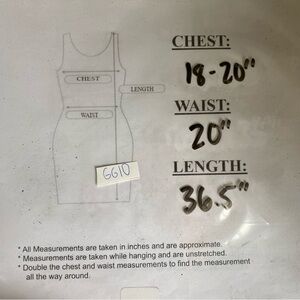 CHEST:
18-20"
WAIST:
20"
LENGTH:
36.5"
CHEST
LENGTH
WAIST
GG10
* All Measurements are taken in inches and are approximate.
* Measurements are taken while hanging and are unstretched.
* Double the chest and waist measurements to find the measurement
all the way around.